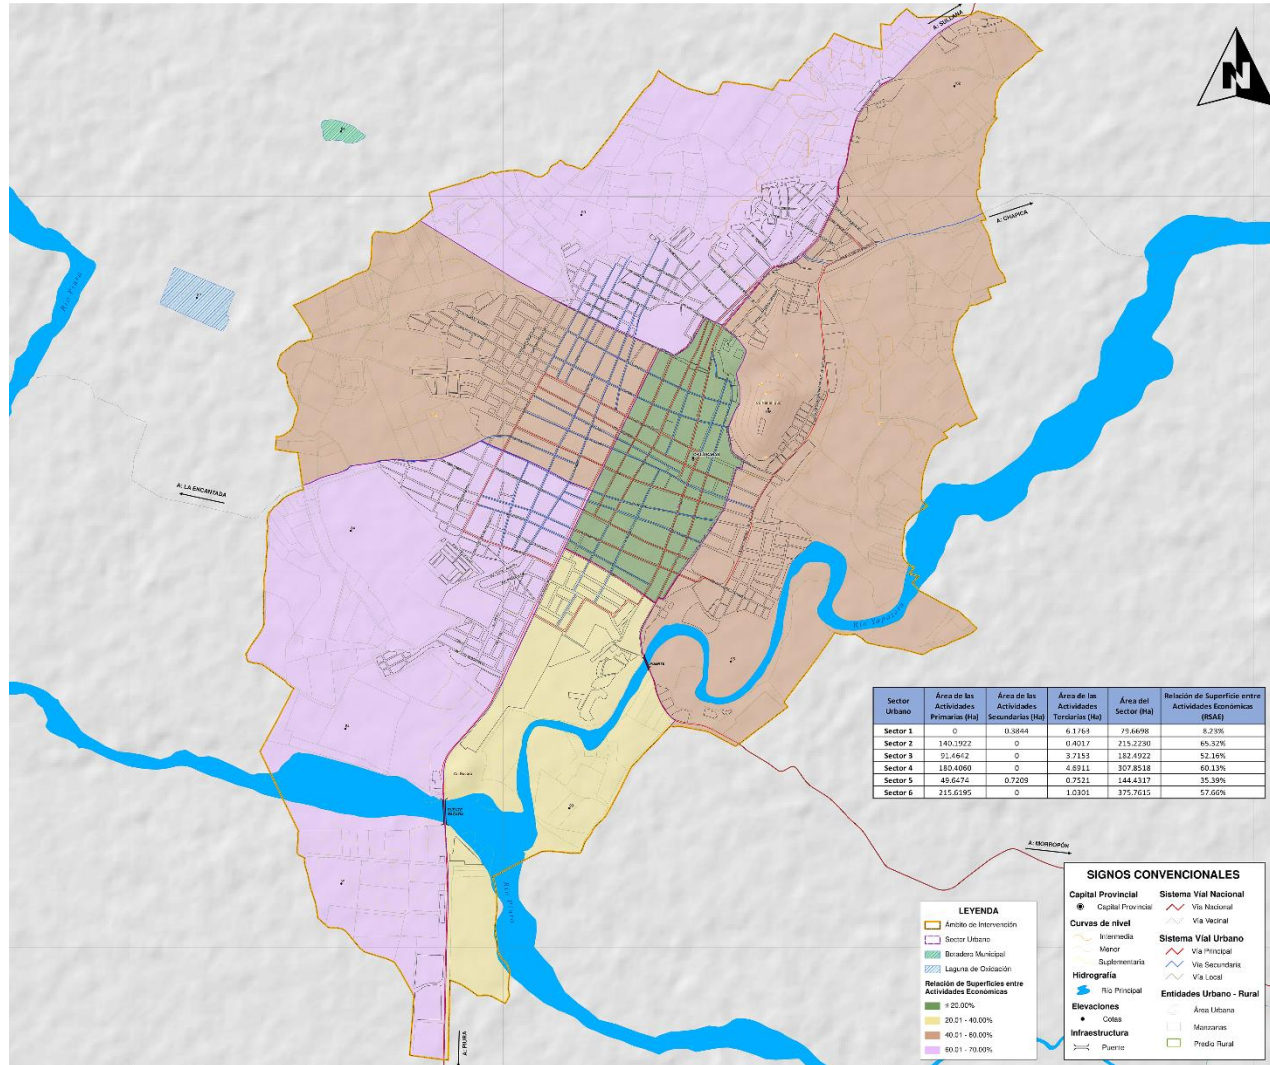 A: SULLANA
N
A: CHAPICA
Río Piura
A: LA ENCANTADA
Río Yapatera
PUENTE
Sector Urbano | Área de las Actividades Primarias (Ha) | Área de las Actividades Secundarias (Ha) | Área de las Actividades Terciarias (Ha) | Área del Sector (Ha) | Relación de Superficie entre Actividades Económicas (RSAE)
Sector 1 | 0 | 0.3844 | 6.1763 | 79.6698 | 8.23%
Sector 2 | 140.1922 | 0 | 0.4017 | 215.2230 | 65.32%
Sector 3 | 91.4642 | 0 | 3.7153 | 182.4922 | 52.16%
Sector 4 | 180.4060 | 0 | 4.6911 | 307.8518 | 60.13%
Sector 5 | 49.6474 | 0.7209 | 0.7521 | 144.4317 | 35.39%
Sector 6 | 215.6195 | 0 | 1.0301 | 375.7615 | 57.66%
A: MORROPÓN
Río Piura
A: PIURA
LEYENDA
Ámbito de Intervención
Sector Urbano
Botadero Municipal
Laguna de Oxidación
Relación de Superficies entre
Actividades Económicas
≤ 20.00%
20.01 - 40.00%
40.01 - 60.00%
60.01 - 70.00%
SIGNOS CONVENCIONALES
Capital Provincial
Capital Provincial
Curvas de nivel
Intermedia
Menor
Suplementaria
Hidrografía
Río Principal
Elevaciones
Cotas
Infraestructura
Puente
Sistema Vial Nacional
Vía Nacional
Vía Vecinal
Sistema Víal Urbano
Vía Principal
Vía Secundaria
Vía Local
Entidades Urbano - Rural
Área Urbana
Manzanas
Predio Rural